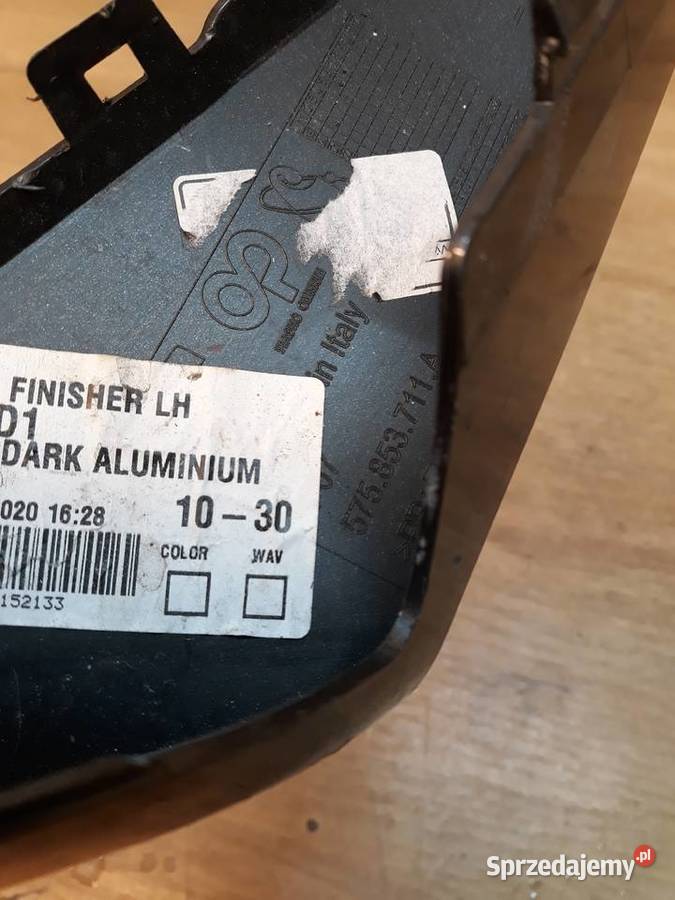 FINISHER LH
D1
DARK ALUMINIUM
020 16:28
10-30
COLOR
WAV
152133
in Italy
575.853.711.A
Sprzedajemy.pl